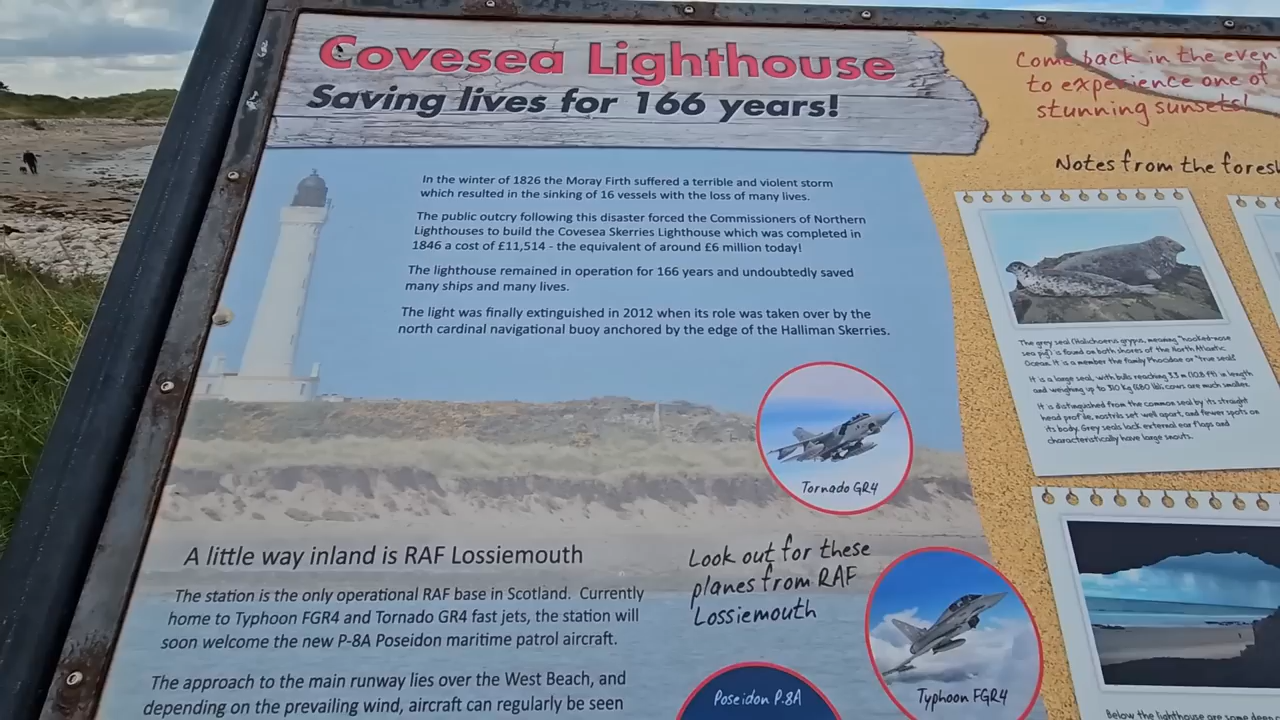 Covesea Lighthouse
Saving lives for 166 years!
In the winter of 1826 the Moray Firth suffered a terrible and violent storm
which resulted in the sinking of 16 vessels with the loss of many lives.
The public outcry following this disaster forced the Commissioners of Northern
Lighthouses to build the Covesea Skerries Lighthouse which was completed in
1846 a cost of £11,514 - the equivalent of around £6 million today!
The lighthouse remained in operation for 166 years and undoubtedly saved
many ships and many lives.
The light was finally extinguished in 2012 when its role was taken over by the
north cardinal navigational buoy anchored by the edge of the Halliman Skerries.
Tornado GR4
A little way inland is RAF Lossiemouth
The station is the only operational RAF base in Scotland. Currently
home to Typhoon FGR4 and Tornado GR4 fast jets, the station will
soon welcome the new P-8A Poseidon maritime patrol aircraft.
The approach to the main runway lies over the West Beach, and
depending on the prevailing wind, aircraft can regularly be seen
Look out for these
planes from RAF
Lossiemouth
Typhoon FGR4
Poseidon P.8A
Come back in the even
to experience one of
stunning sunsets!
Notes from the foresh
The grey seal (Halichoerus grypus, meaning "hooked-nose
sea pig") is found on both shores of the North Atlantic
Ocean. It is a member the family Phocidae or "true seals"
It is a large seal, with bulls reaching 3.3 m (10.8 ft) in length
and weighing up to 310 kg (680 lb); cows are much smaller.
It is distinguished from the common seal by its straight
head profile, nostrils set well apart, and fewer spots on
its body. Grey seals lack external ear flaps and
characteristically have large snouts.
Below the lighthouse are some deep